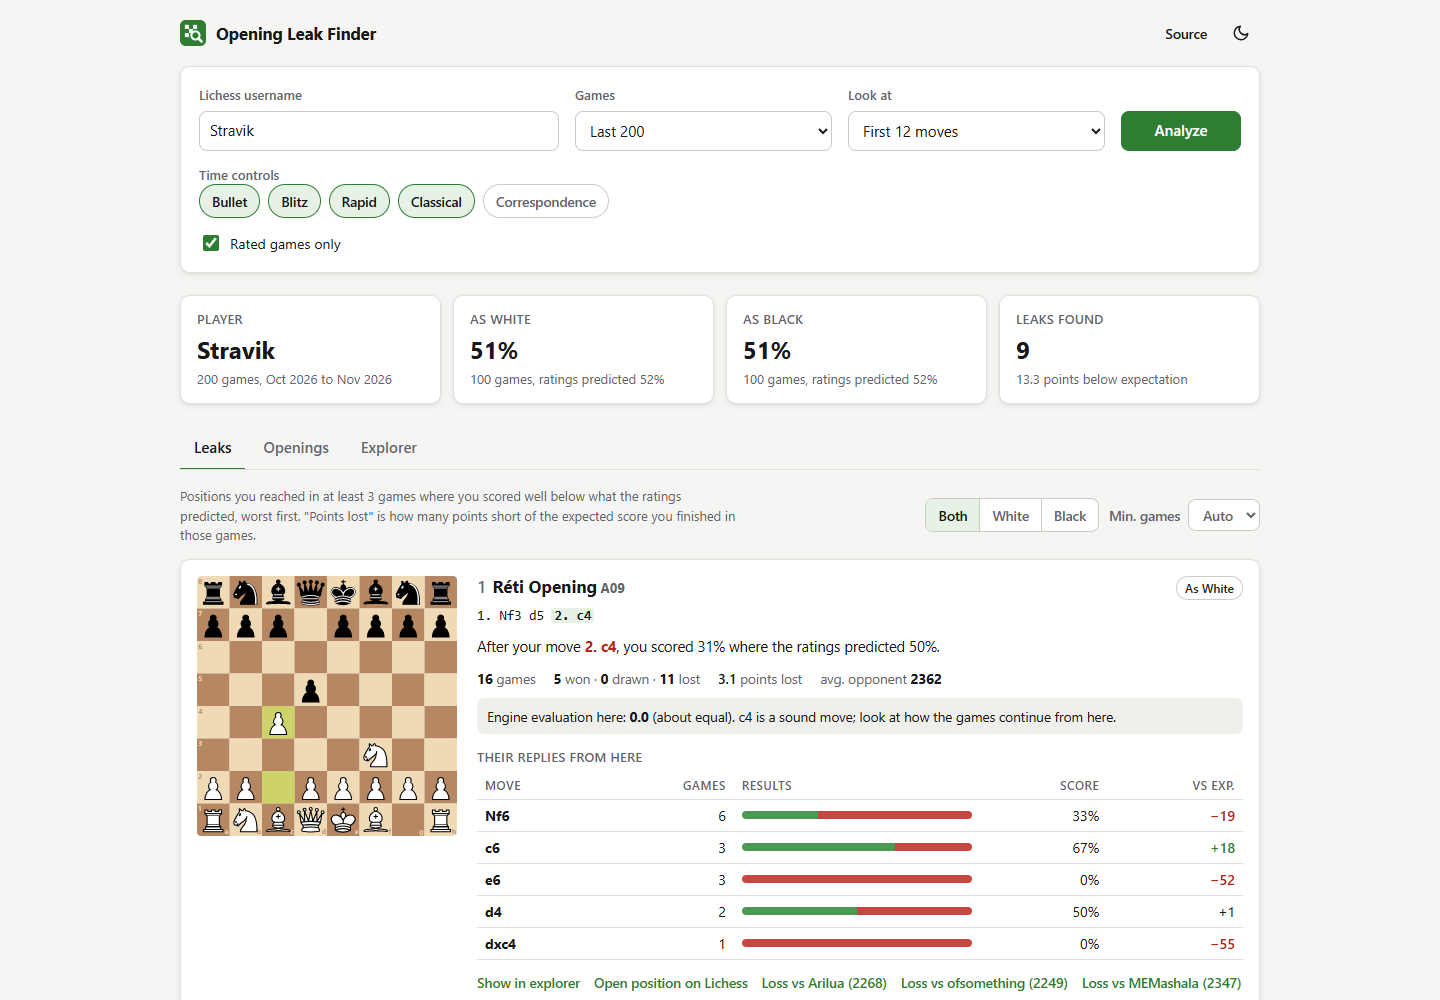 Opening Leak Finder
Source
Lichess username
Games
Look at
Stravik
Last 200
First 12 moves
Analyze
Time controls
Bullet
Blitz
Rapid
Classical
Correspondence
Rated games only
PLAYER
Stravik
200 games, Oct 2026 to Nov 2026
AS WHITE
51%
100 games, ratings predicted 52%
AS BLACK
51%
100 games, ratings predicted 52%
LEAKS FOUND
9
13.3 points below expectation
Leaks
Openings
Explorer
Positions you reached in at least 3 games where you scored well below what the ratings
predicted, worst first. "Points lost" is how many points short of the expected score you finished in
those games.
Both
White
Black
Min. games
Auto
1 Réti Opening A09
As White
1. Nf3 d5 2. c4
After your move 2. c4, you scored 31% where the ratings predicted 50%.
16 games 5 won · 0 drawn · 11 lost 3.1 points lost avg. opponent 2362
Engine evaluation here: 0.0 (about equal). c4 is a sound move; look at how the games continue from here.
THEIR REPLIES FROM HERE
MOVE GAMES RESULTS SCORE VS EXP.
Nf6 6 33% −19
c6 3 67% +18
e6 3 0% −52
d4 2 50% +1
dxc4 1 0% −55
Show in explorer Open position on Lichess Loss vs Arilua (2268) Loss vs ofsomething (2249) Loss vs MEMashala (2347)